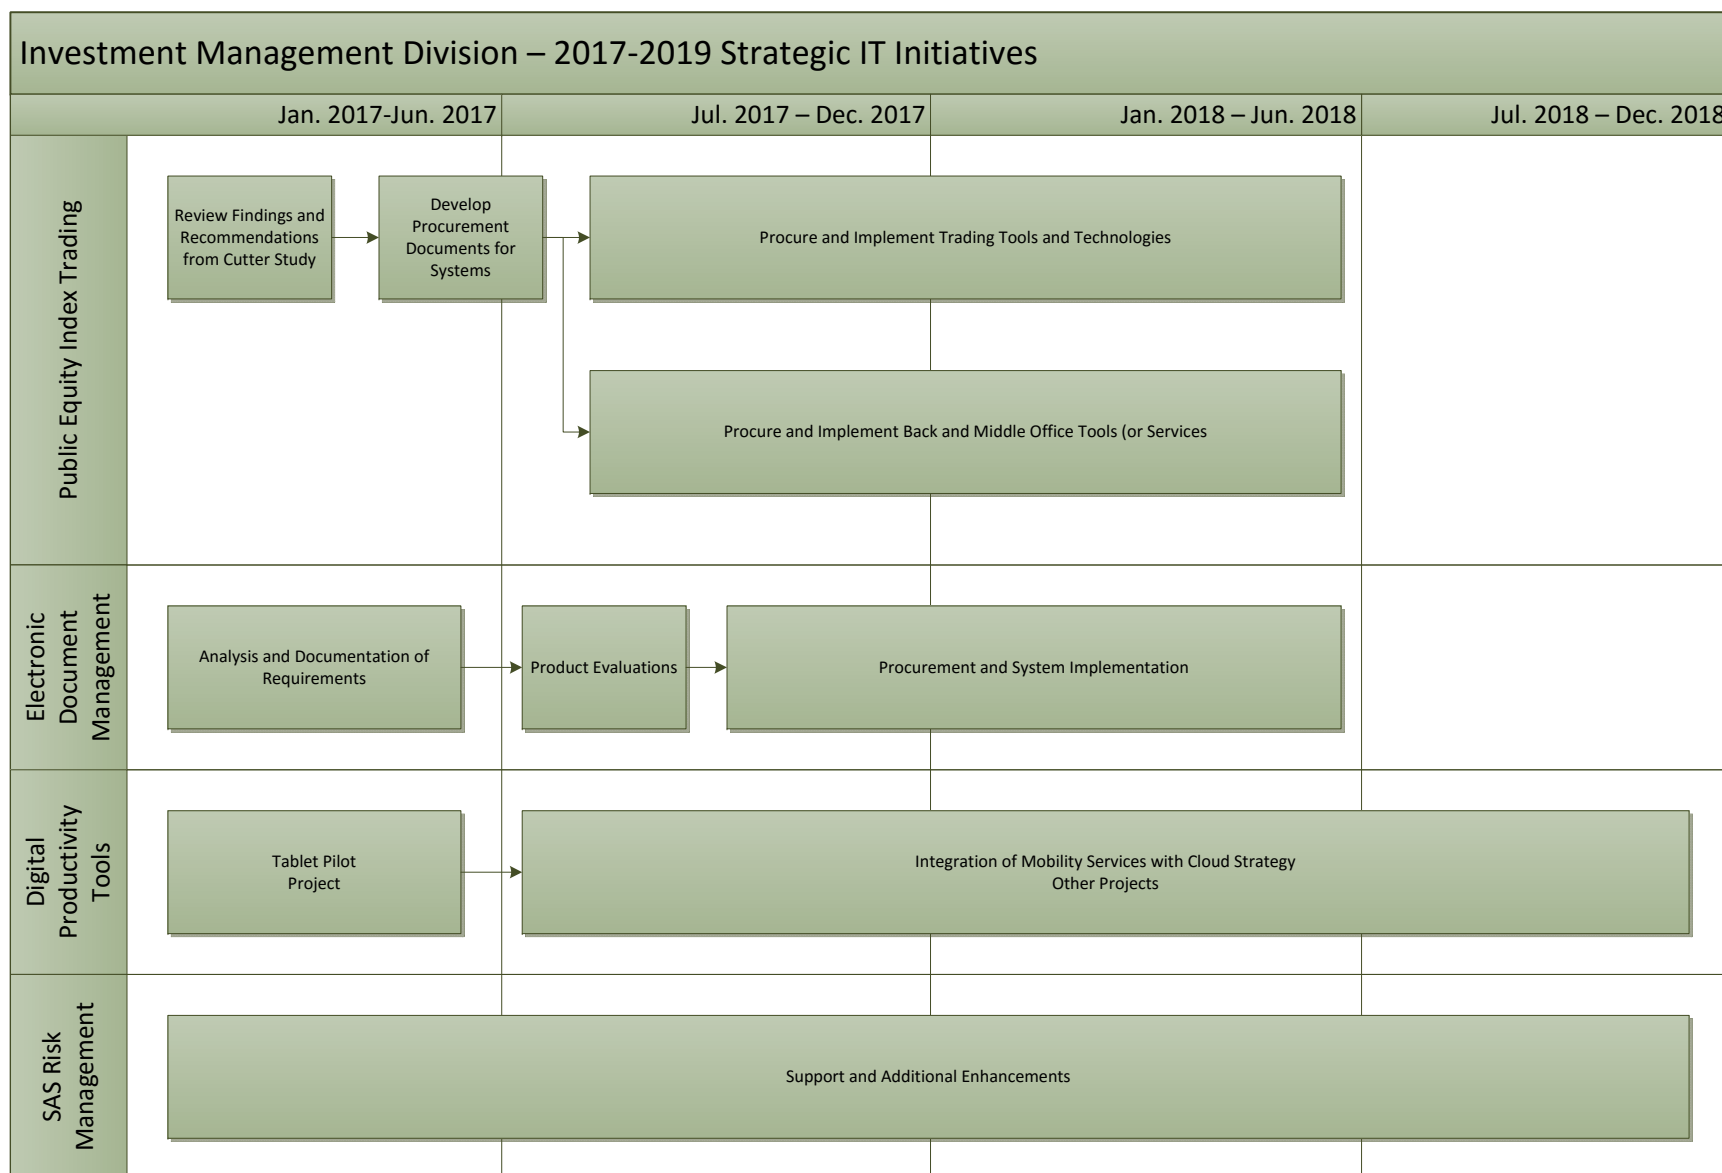 Investment Management Division – 2017-2019 Strategic IT Initiatives
Jan. 2017-Jun. 2017
Jul. 2017 – Dec. 2017
Jan. 2018 – Jun. 2018
Jul. 2018 – Dec. 2018
Public Equity Index Trading
Review Findings and
Recommendations
from Cutter Study
Develop
Procurement
Documents for
Systems
Procure and Implement Trading Tools and Technologies
Procure and Implement Back and Middle Office Tools (or Services
Electronic
Document
Management
Analysis and Documentation of
Requirements
Product Evaluations
Procurement and System Implementation
Digital
Productivity
Tools
Tablet Pilot
Project
Integration of Mobility Services with Cloud Strategy
Other Projects
SAS Risk
Management
Support and Additional Enhancements